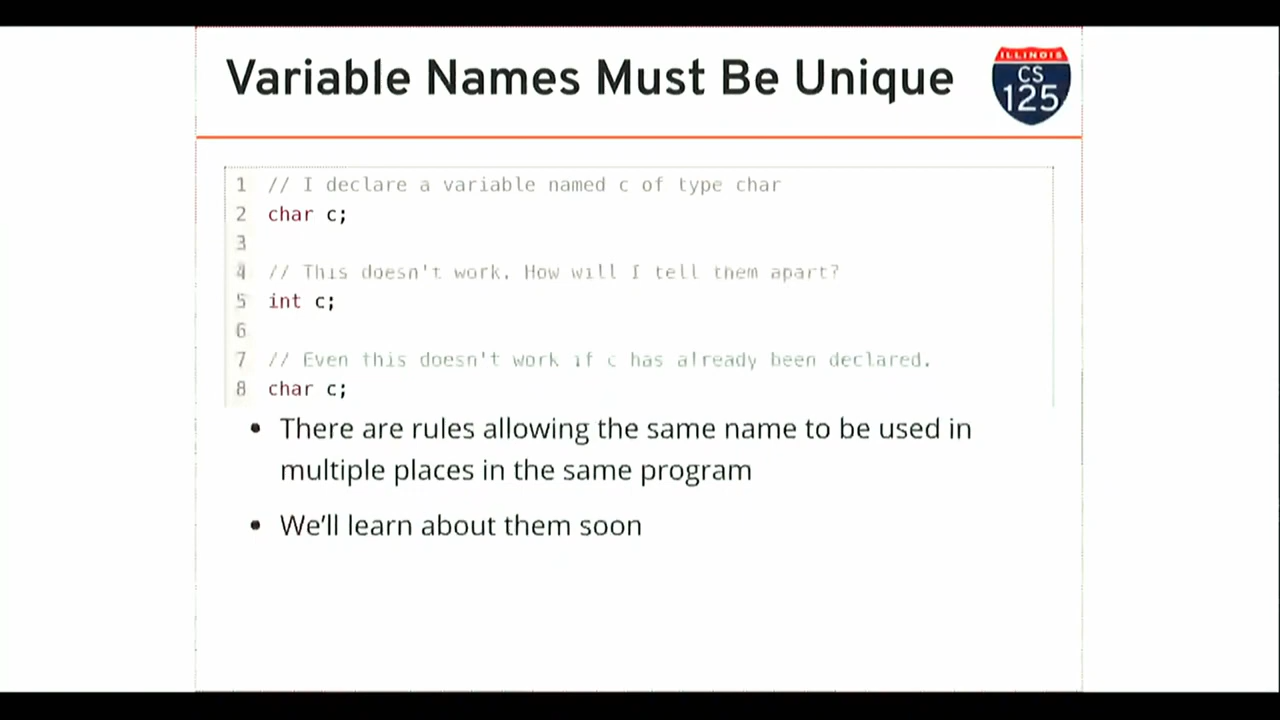 Variable Names Must Be Unique
ILLINOIS
CS
125
1 // I declare a variable named c of type char
2 char c;
3
4 // This doesn't work. How will I tell them apart?
5 int c;
6
7 // Even this doesn't work if c has already been declared.
8 char c;
• There are rules allowing the same name to be used in
multiple places in the same program
• We'll learn about them soon